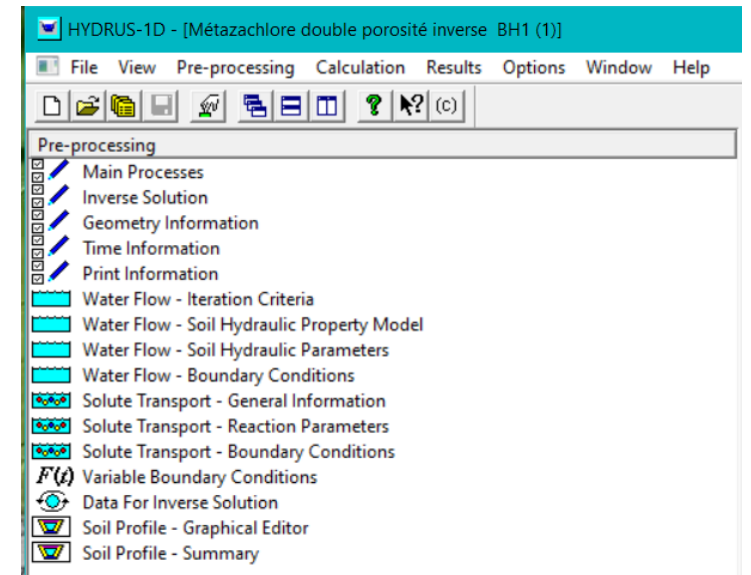 HYDRUS-1D - [Métazachlore double porosité inverse BH1 (1)]
File View Pre-processing Calculation Results Options Window Help
? ? (c)
Pre-processing
Main Processes
Inverse Solution
Geometry Information
Time Information
Print Information
Water Flow - Iteration Criteria
Water Flow - Soil Hydraulic Property Model
Water Flow - Soil Hydraulic Parameters
Water Flow - Boundary Conditions
Solute Transport - General Information
Solute Transport - Reaction Parameters
Solute Transport - Boundary Conditions
F(t) Variable Boundary Conditions
Data For Inverse Solution
Soil Profile - Graphical Editor
Soil Profile - Summary